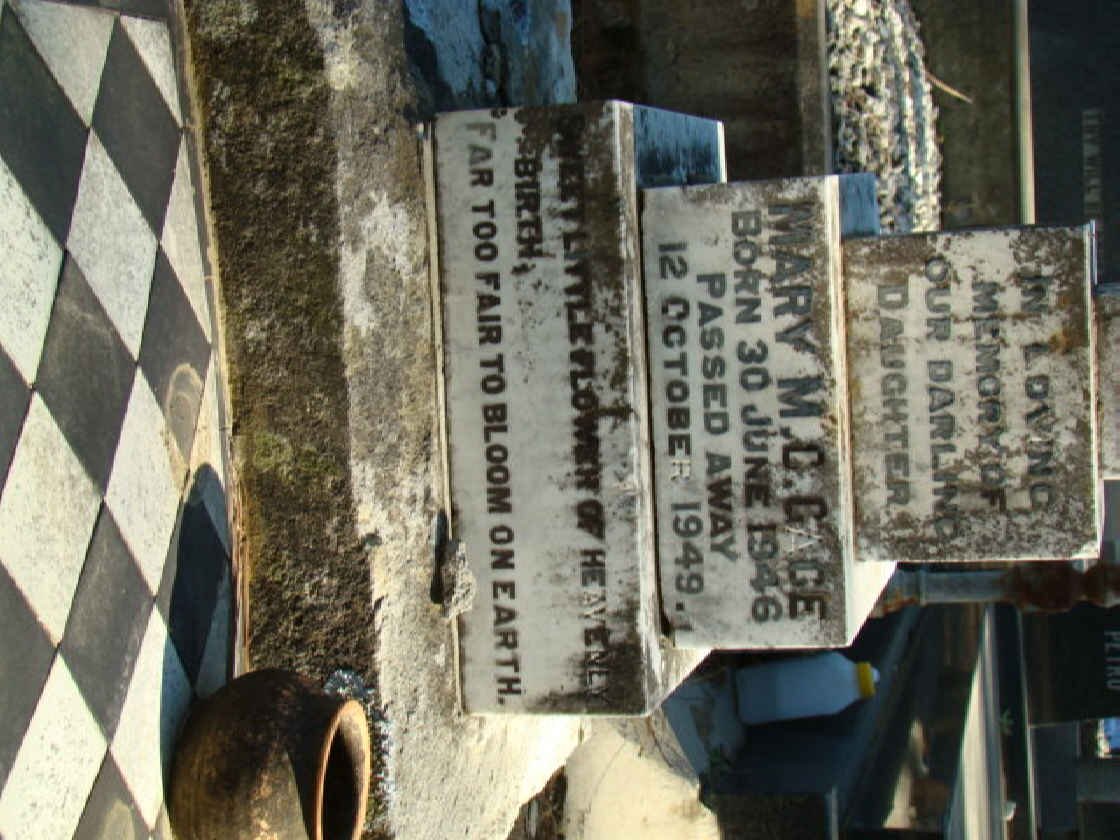 IN LOVING
MEMORY OF
OUR DARLING
DAUGHTER
MARY M.C. CACE
BORN 30 JUNE 1946
PASSED AWAY
12 OCTOBER 1949.
LITTLE FLOWER OF HEAVENLY
BIRTH,
FAR TOO FAIR TO BLOOM ON EARTH.